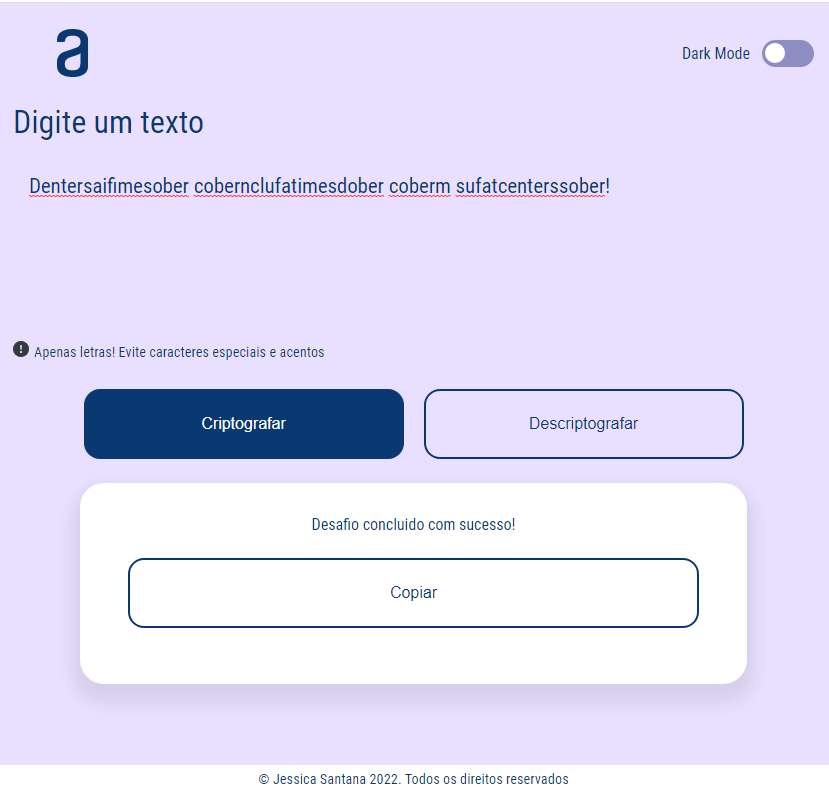 a
Dark Mode
Digite um texto
Dentersaifimesober cobernclufatimesdober coberm sufatcenterssober!
! Apenas letras! Evite caracteres especiais e acentos
Criptografar
Descriptografar
Desafio concluido com sucesso!
Copiar
© Jessica Santana 2022. Todos os direitos reservados